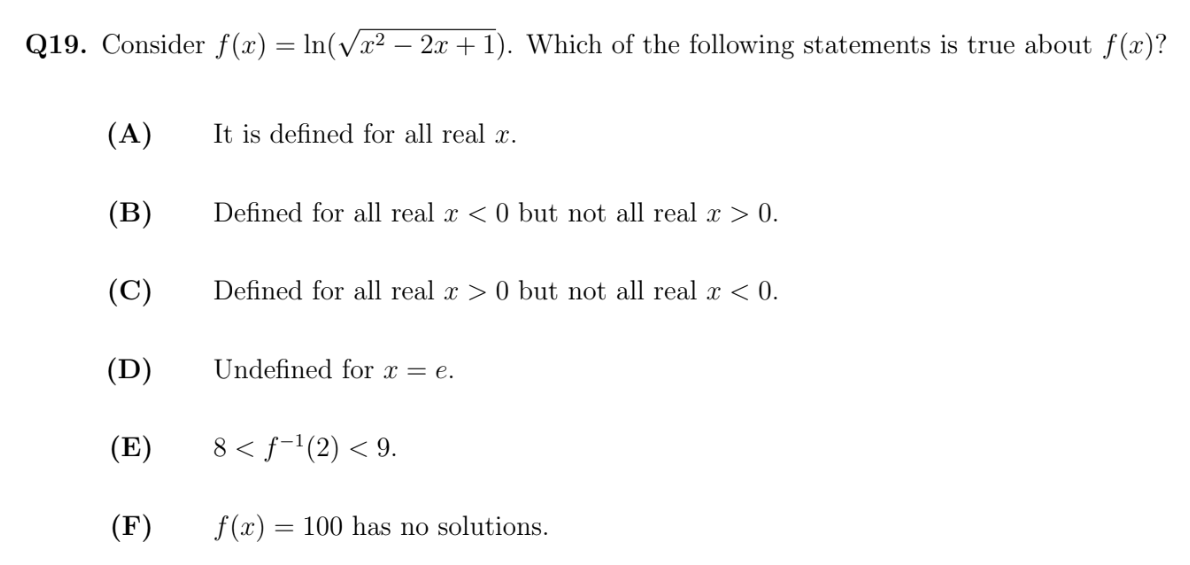 Q19. Consider f(x) = ln(√x² − 2x + 1). Which of the following statements is true about f(x)?
(A) It is defined for all real x.
(B) Defined for all real x < 0 but not all real x > 0.
(C) Defined for all real x > 0 but not all real x < 0.
(D) Undefined for x = e.
(E) 8 < f⁻¹(2) < 9.
(F) f(x) = 100 has no solutions.